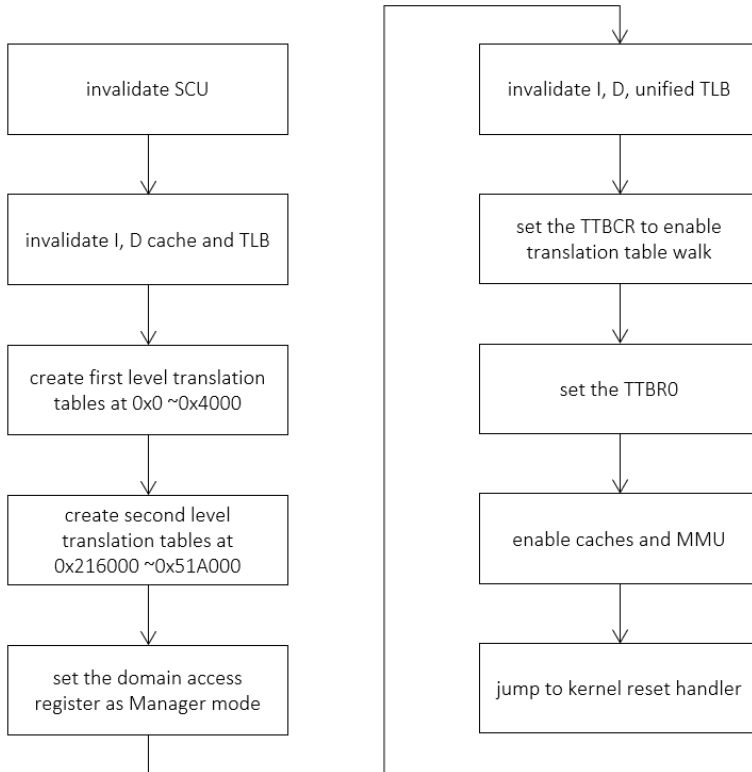 invalidate SCU
invalidate I, D cache and TLB
create first level translation
tables at 0x0 ~0x4000
create second level
translation tables at
0x216000 ~0x51A000
set the domain access
register as Manager mode
invalidate I, D, unified TLB
set the TTBCR to enable
translation table walk
set the TTBR0
enable caches and MMU
jump to kernel reset handler